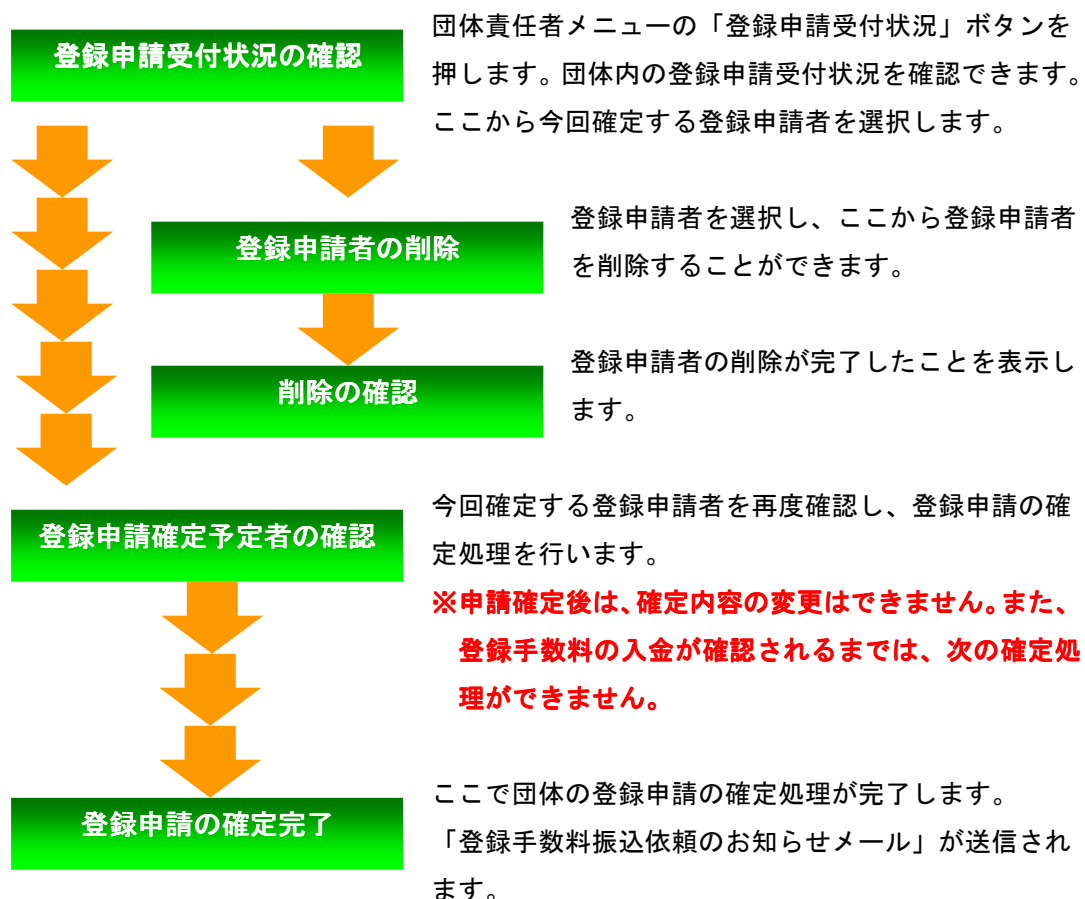 登録申請受付状況の確認
団体責任者メニューの「登録申請受付状況」ボタンを
押します。団体内の登録申請受付状況を確認できます。
ここから今回確定する登録申請者を選択します。
登録申請者の削除
登録申請者を選択し、ここから登録申請者
を削除することができます。
削除の確認
登録申請者の削除が完了したことを表示し
ます。
登録申請確定予定者の確認
今回確定する登録申請者を再度確認し、登録申請の確
定処理を行います。
※申請確定後は、確定内容の変更はできません。また、
登録手数料の入金が確認されるまでは、次の確定処
理ができません。
登録申請の確定完了
ここで団体の登録申請の確定処理が完了します。
「登録手数料振込依頼のお知らせメール」が送信され
ます。